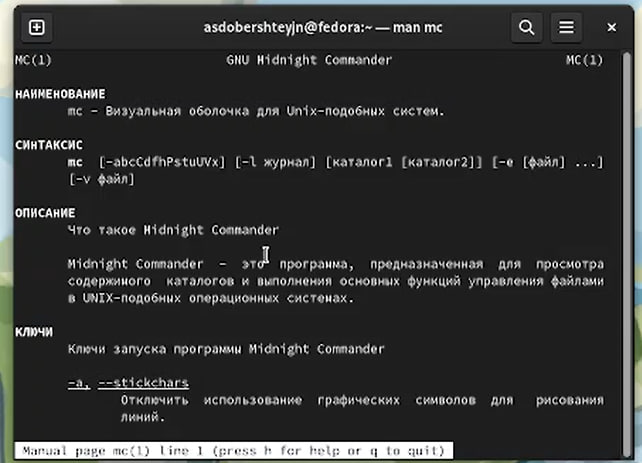 asdobershteyjn@fedora:~ — man mc
MC(1) GNU Midnight Commander MC(1)
НАИМЕНОВАНИЕ
mc - Визуальная оболочка для Unix-подобных систем.
СИНТАКСИС
mc [-abcCdfhPstuUVx] [-l журнал] [каталог1 [каталог2]] [-e [файл] ...]
[-v файл]
ОПИСАНИЕ
Что такое Midnight Commander
Midnight Commander - это программа, предназначенная для просмотра
содержимого каталогов и выполнения основных функций управления файлами
в UNIX-подобных операционных системах.
КЛЮЧИ
Ключи запуска программы Midnight Commander
-a, --stickchars
Отключить использование графических символов для рисования
линий.
Manual page mc(1) line 1 (press h for help or q to quit)